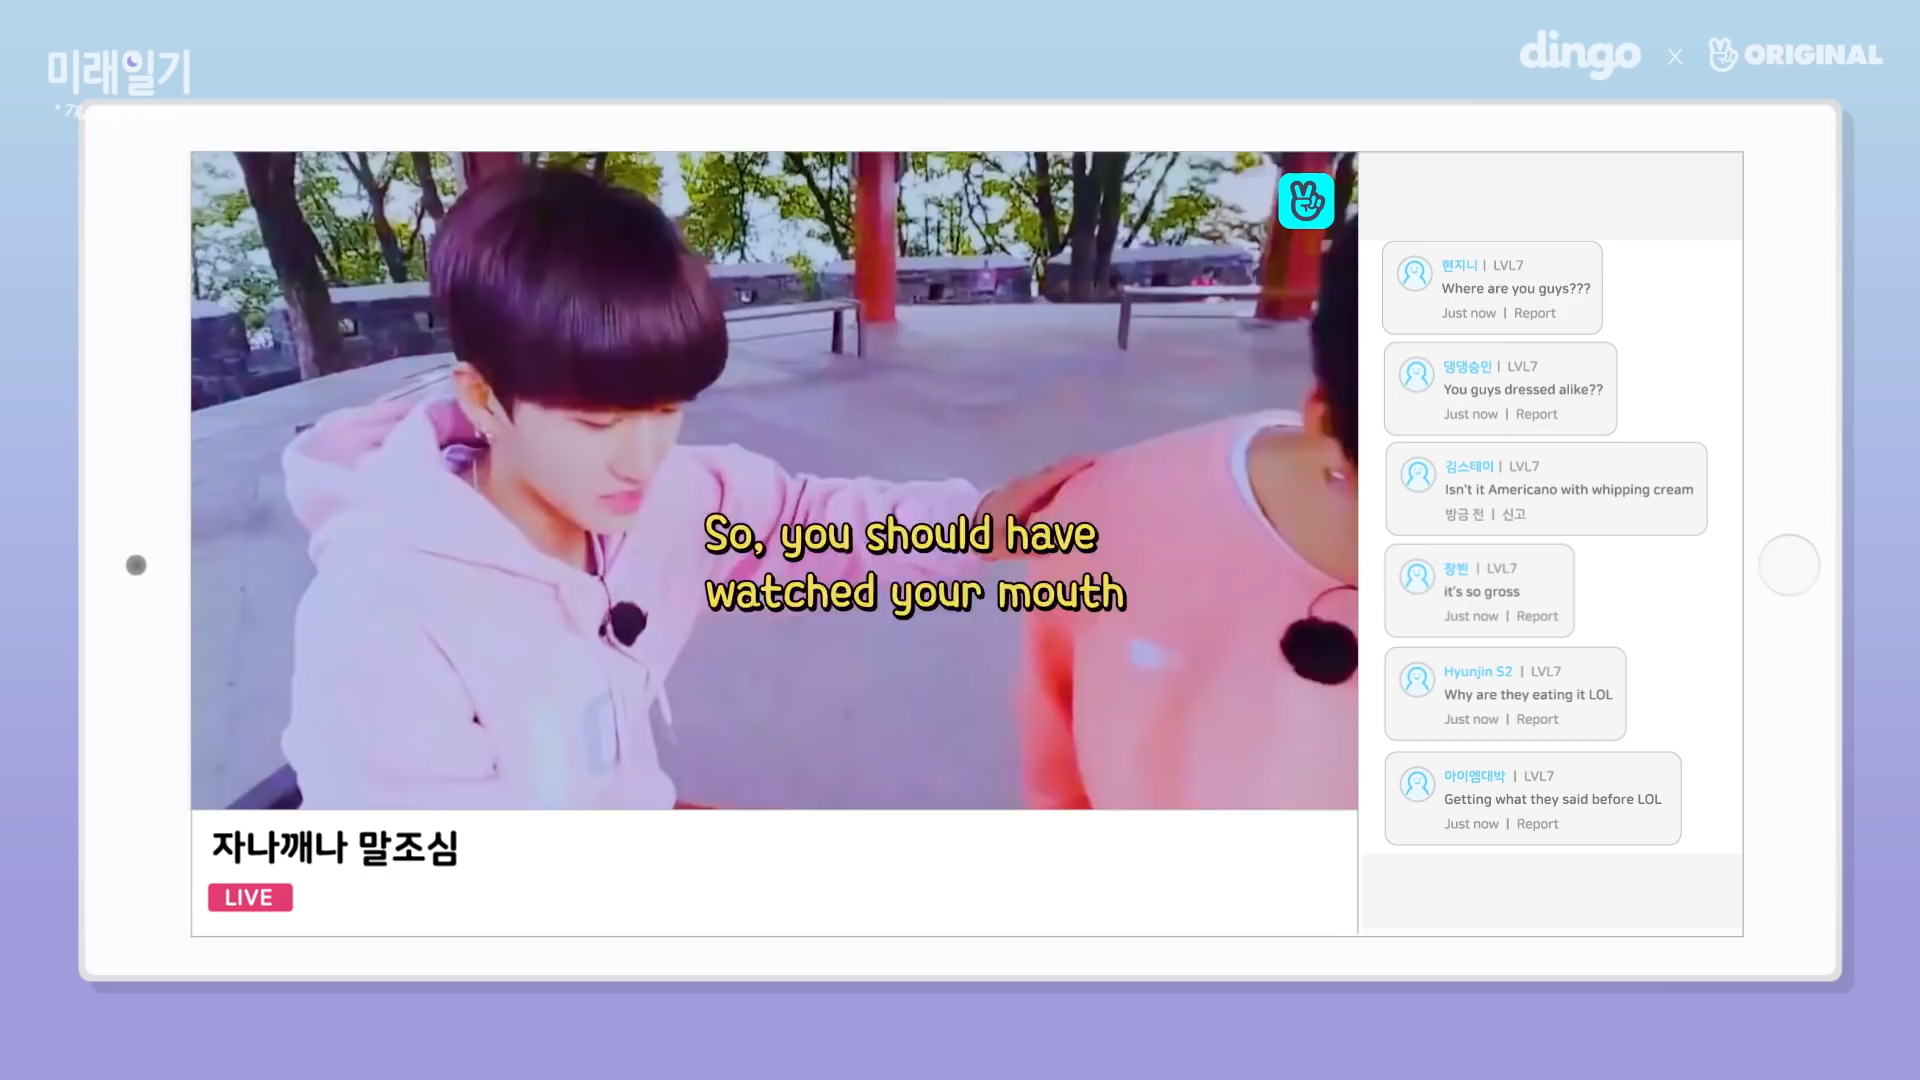 미래일기
dingo x ORIGINAL
So, you should have
watched your mouth
현지니 | LVL7
Where are you guys???
Just now | Report
댕댕승민 | LVL7
You guys dressed alike??
Just now | Report
김스테이 | LVL7
Isn't it Americano with whipping cream
방금 전 | 신고
창뷘 | LVL7
it's so gross
Just now | Report
Hyunjin S2 | LVL7
Why are they eating it LOL
Just now | Report
아이엠대박 | LVL7
Getting what they said before LOL
Just now | Report
자나깨나 말조심
LIVE